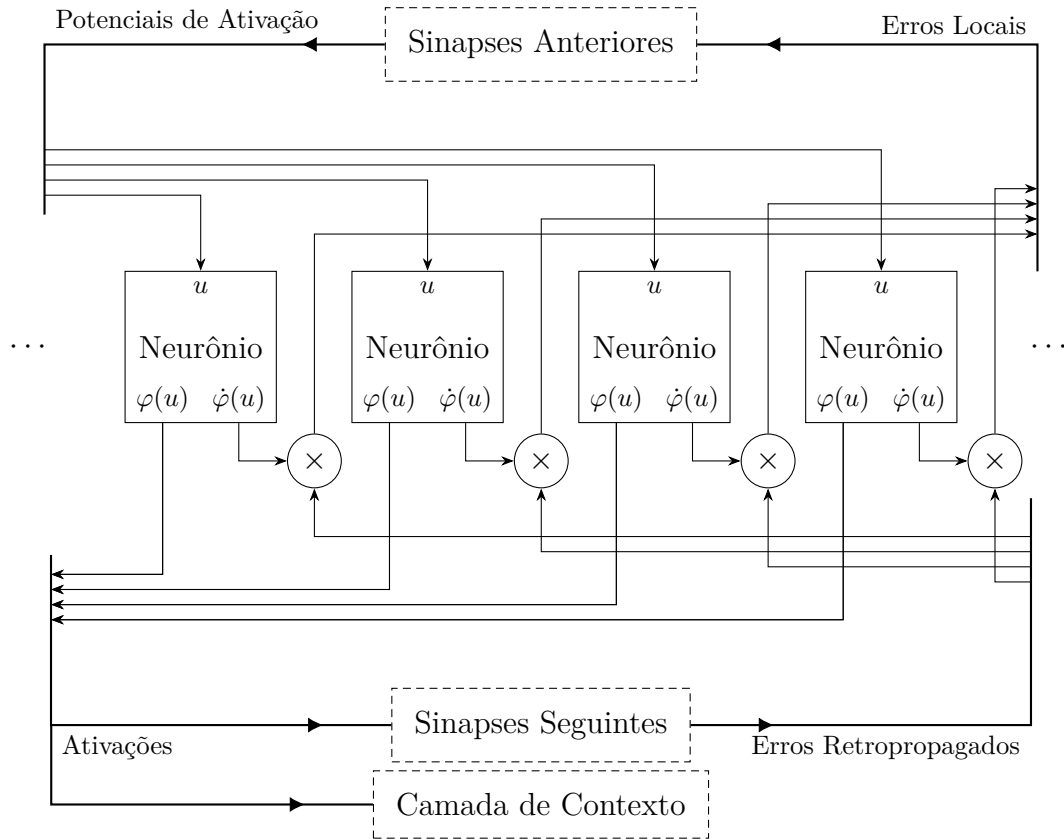 Potenciais de Ativação
Sinapses Anteriores
Erros Locais
u u u u
... Neurônio Neurônio Neurônio Neurônio ...
φ(u) φ̇(u) φ(u) φ̇(u) φ(u) φ̇(u) φ(u) φ̇(u)
× × × ×
Sinapses Seguintes
Ativações
Erros Retropropagados
Camada de Contexto